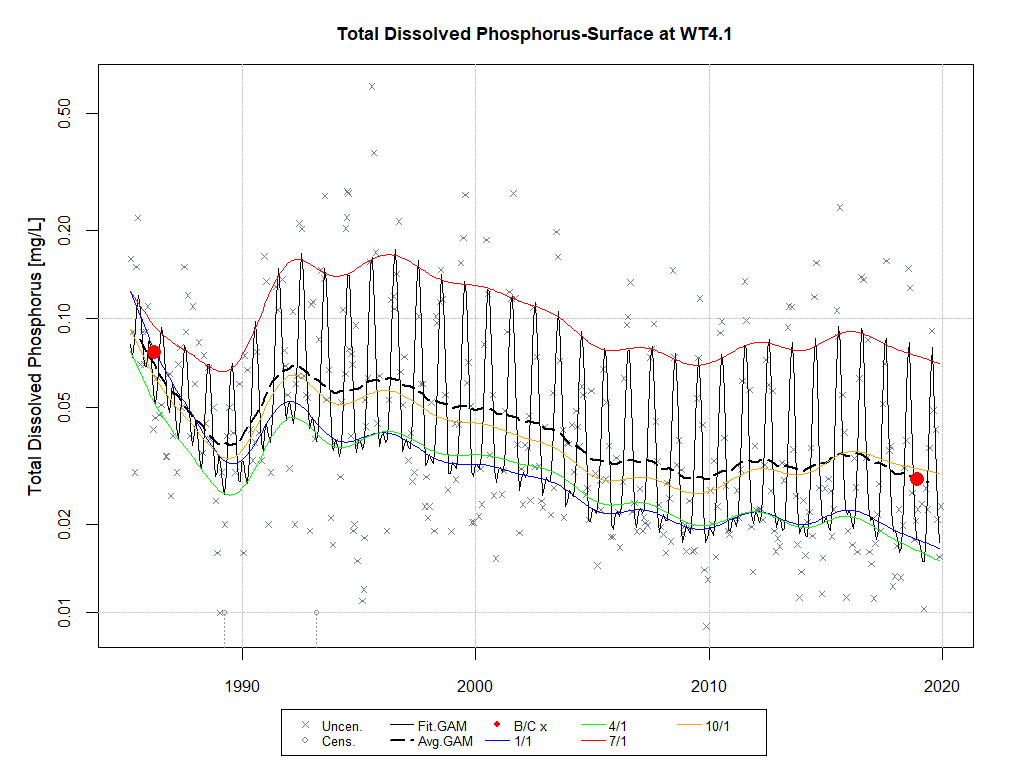 Total Dissolved Phosphorus-Surface at WT4.1
Total Dissolved Phosphorus [mg/L]
0.50
0.20
0.10
0.05
0.02
0.01
1990 2000 2010 2020
Uncen. Fit.GAM B/C x 4/1 10/1
Cens. Avg.GAM 1/1 7/1